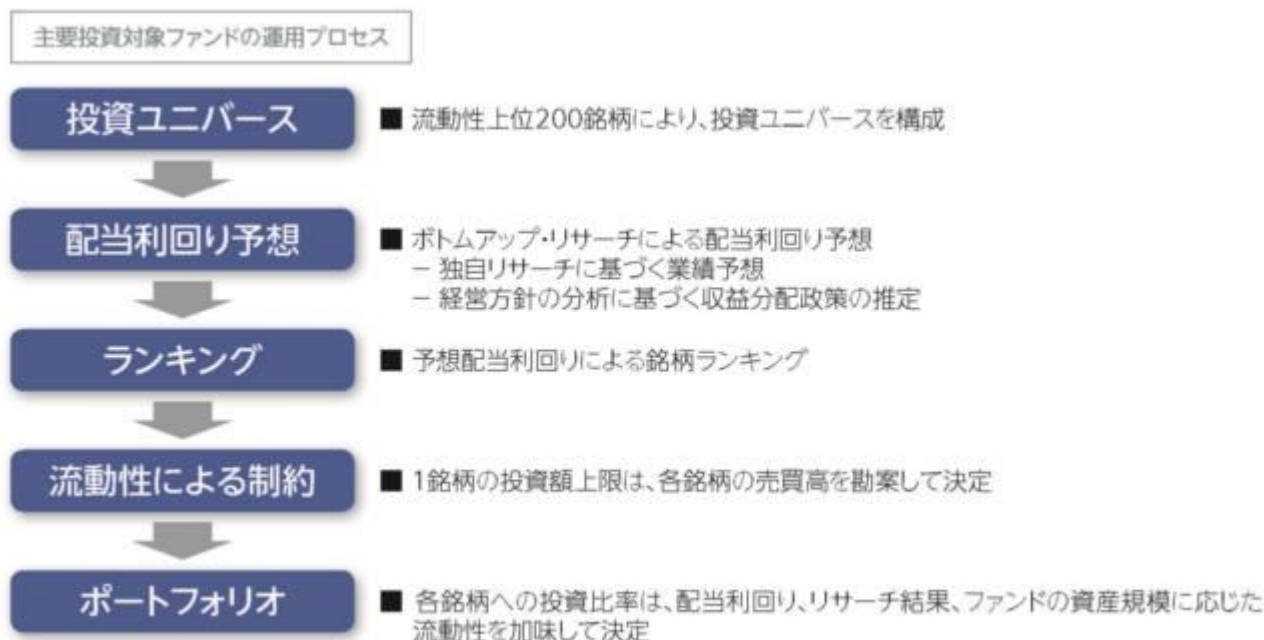 主要投資対象ファンドの運用プロセス
投資ユニバース
■ 流動性上位200銘柄により、投資ユニバースを構成
配当利回り予想
■ ボトムアップ・リサーチによる配当利回り予想
－ 独自リサーチに基づく業績予想
－ 経営方針の分析に基づく収益分配政策の推定
ランキング
■ 予想配当利回りによる銘柄ランキング
流動性による制約
■ 1銘柄の投資額上限は、各銘柄の売買高を勘案して決定
ポートフォリオ
■ 各銘柄への投資比率は、配当利回り、リサーチ結果、ファンドの資産規模に応じた
流動性を加味して決定